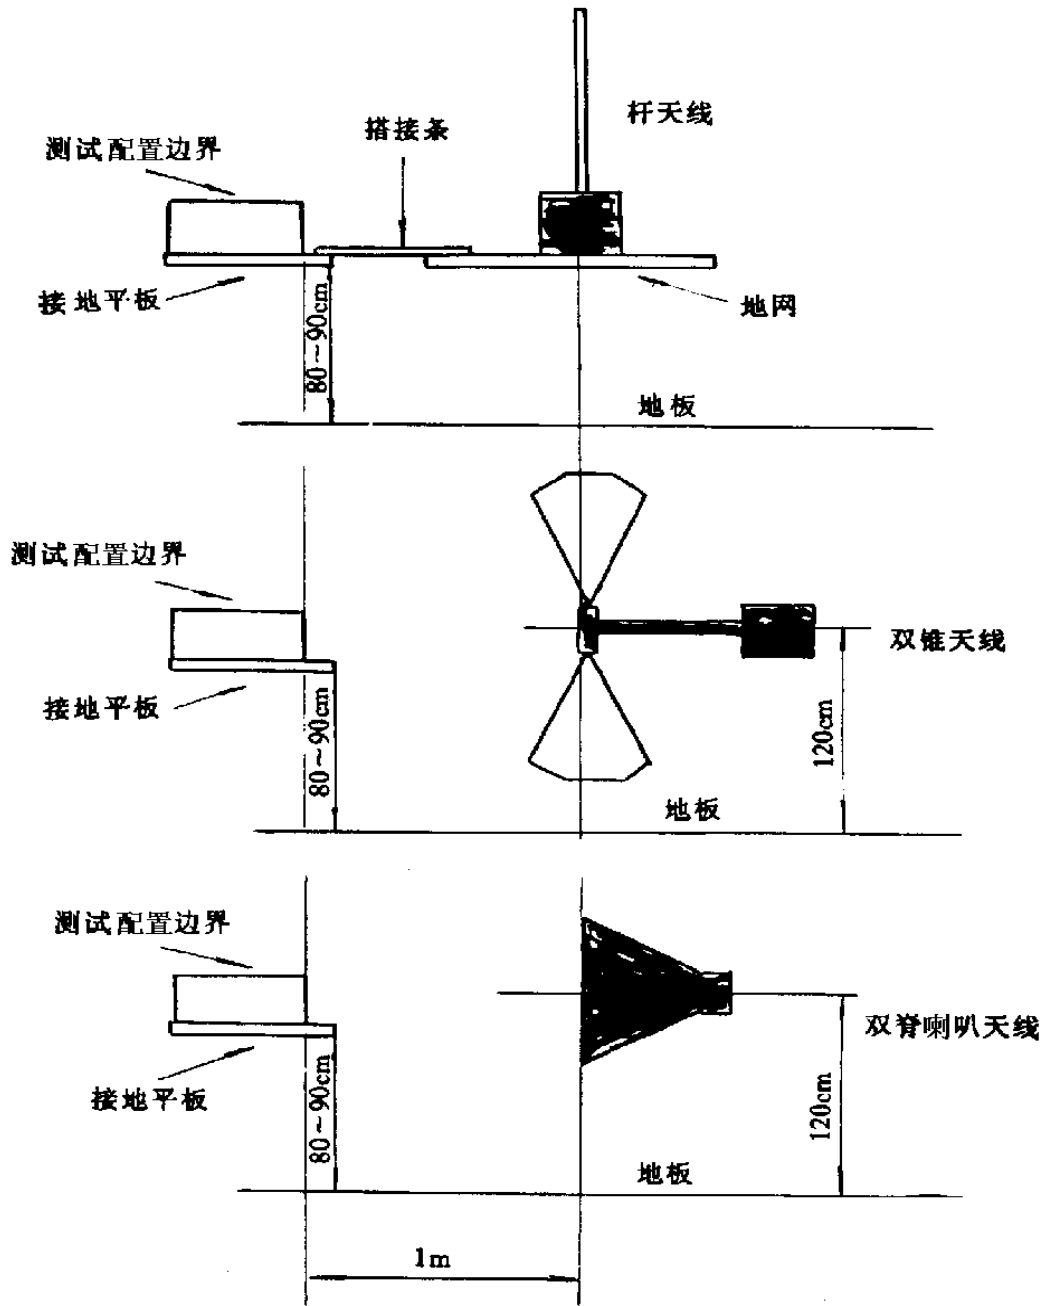 杆天线
搭接条
测试配置边界
接地平板
80～90cm
地网
地板
测试配置边界
双锥天线
接地平板
80～90cm
120cm
地板
测试配置边界
双脊喇叭天线
接地平板
80～90cm
120cm
地板
1m